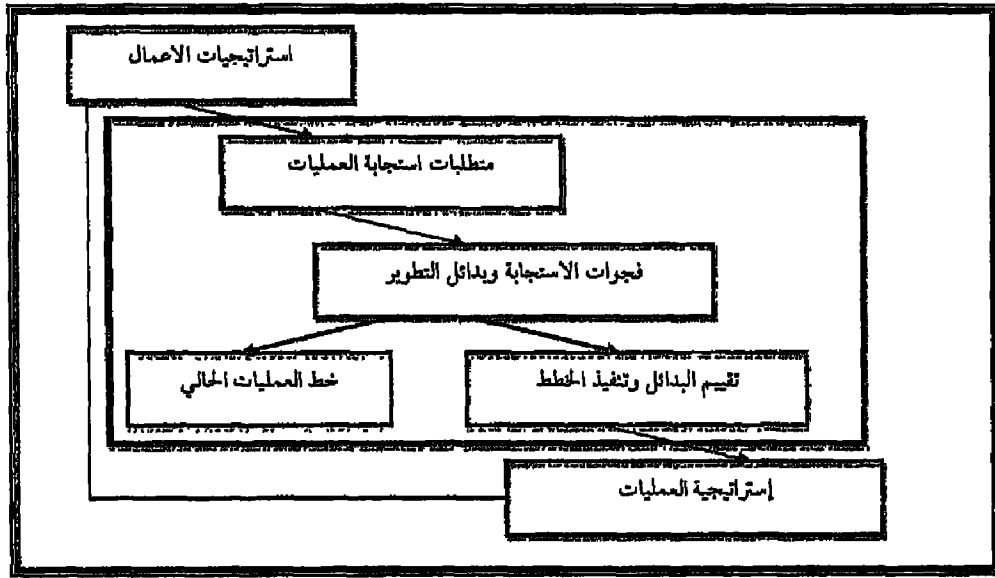 استراتيجيات الاعمال
متطلبات استجابة العمليات
فجوات الاستجابة وبدائل التطوير
تقييم البدائل وتنفيذ الخطط
خط العمليات الحالي
إستراتيجية العمليات